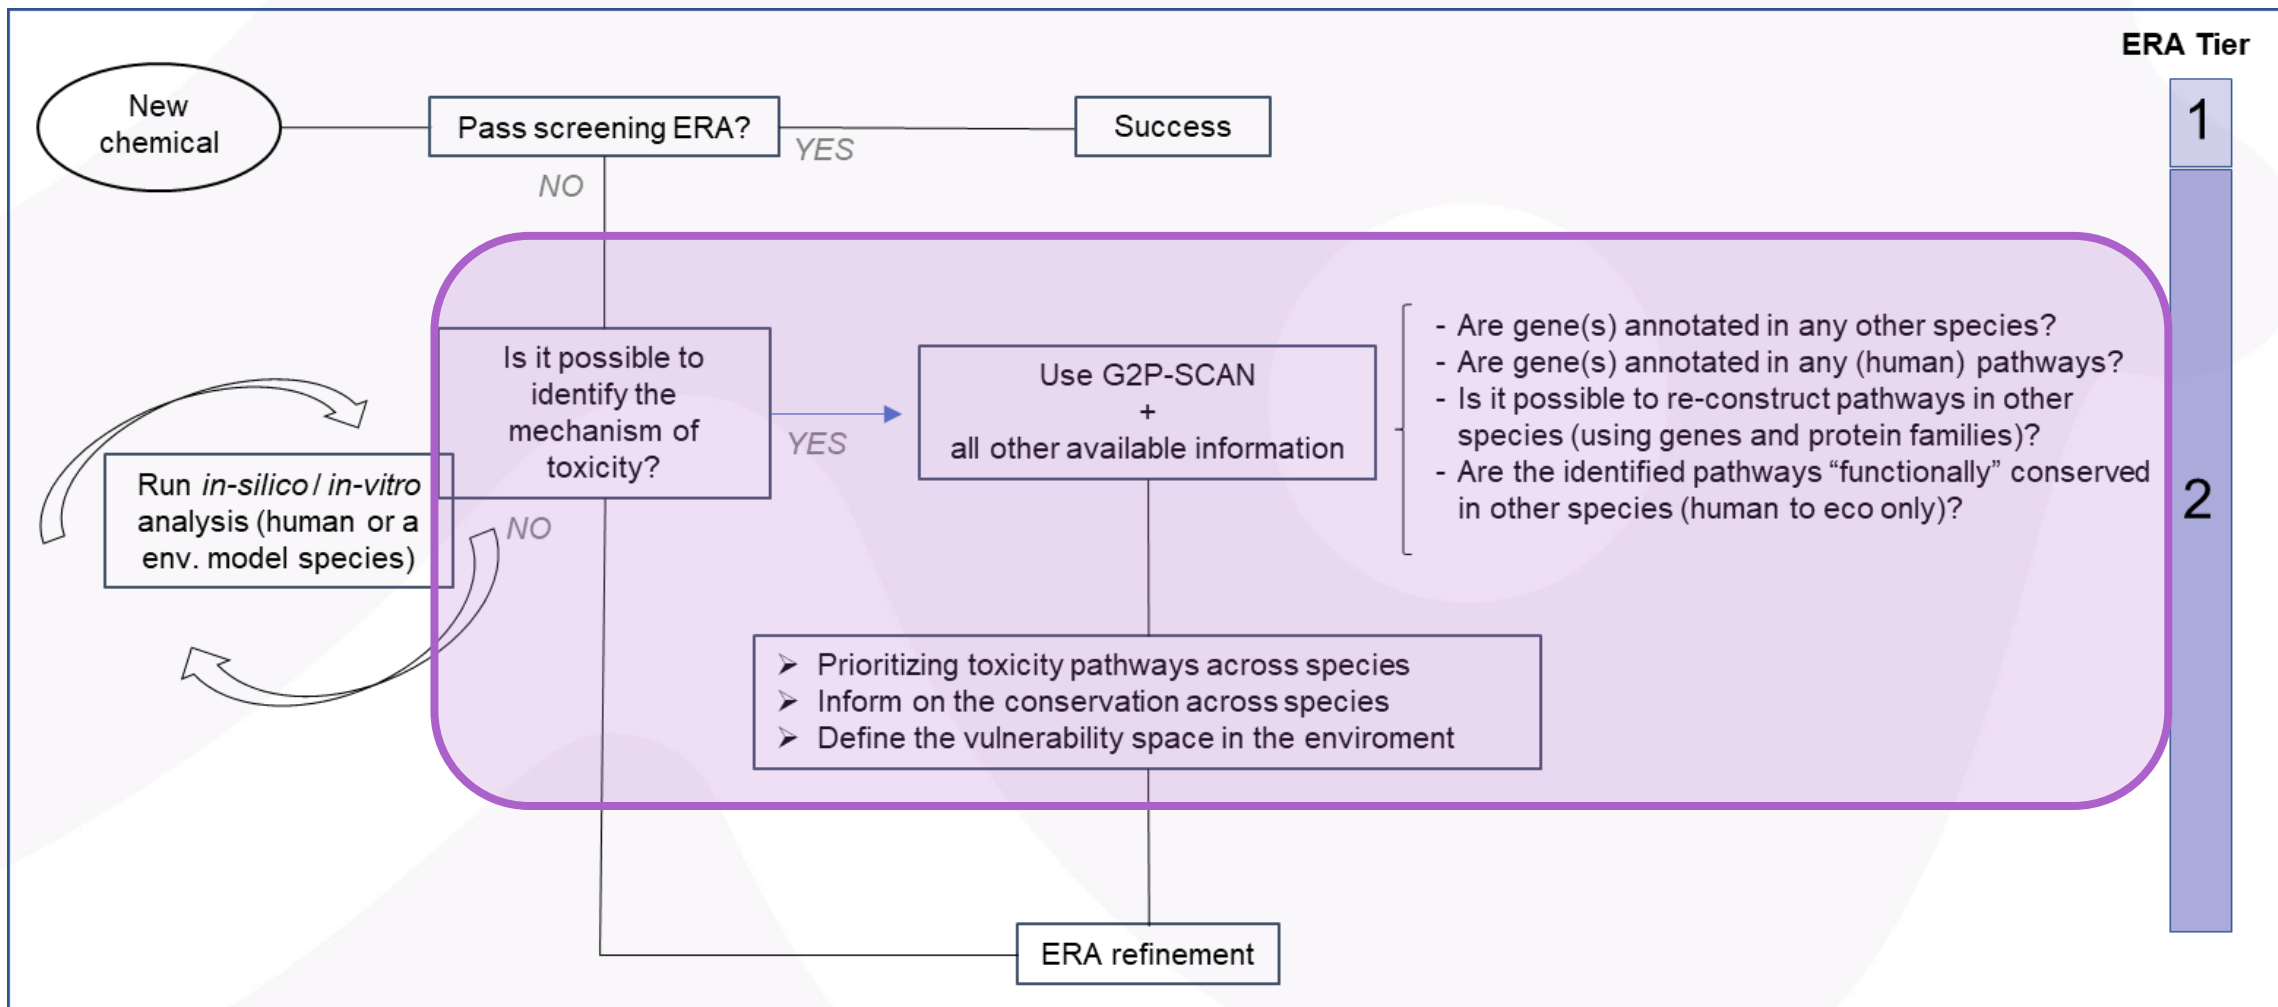 ERA Tier
New
chemical
Pass screening ERA?
YES
Success
1
NO
Is it possible to
identify the
mechanism of
toxicity?
YES
NO
Use G2P-SCAN
+
all other available information
- Are gene(s) annotated in any other species?
- Are gene(s) annotated in any (human) pathways?
- Is it possible to re-construct pathways in other
species (using genes and protein families)?
- Are the identified pathways “functionally” conserved
in other species (human to eco only)?
2
Run in-silico / in-vitro
analysis (human or a
env. model species)
➢ Prioritizing toxicity pathways across species
➢ Inform on the conservation across species
➢ Define the vulnerability space in the enviroment
ERA refinement